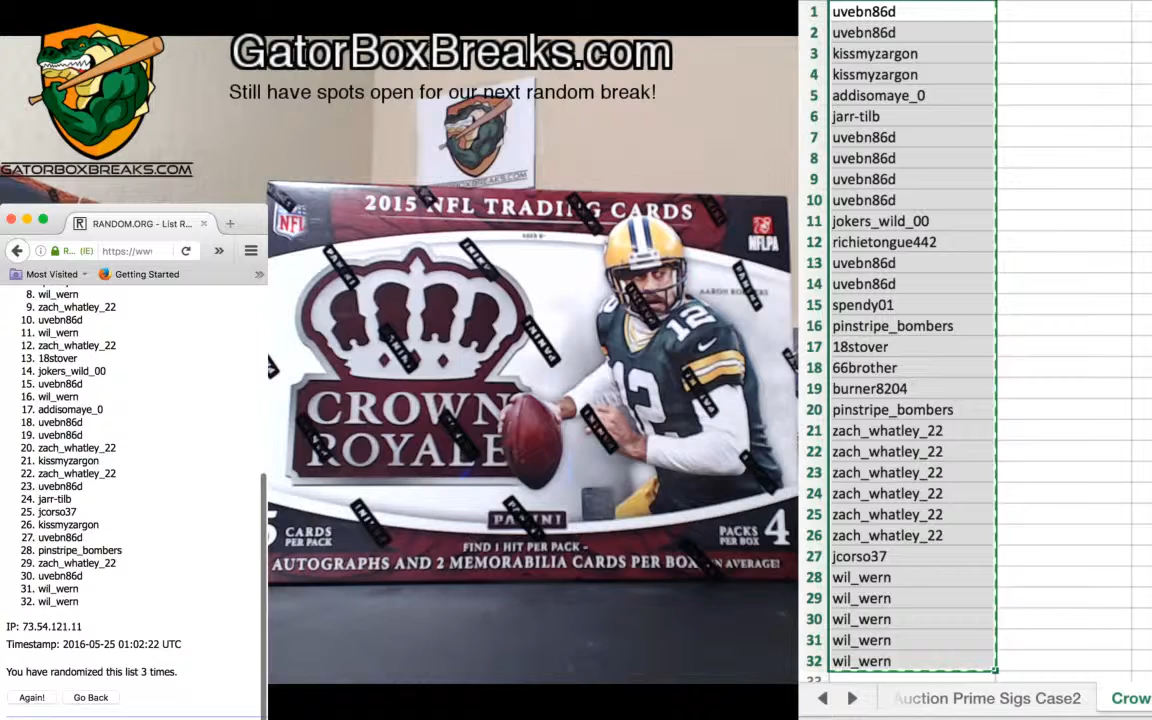 GatorBoxBreaks.com
Still have spots open for our next random break!
GATORBOXBREAKS.COM
RANDOM.ORG - List R...
R... (IE)
https://ww
Most Visited
Getting Started
8. wil_wern
9. zach_whatley_22
10. uvebn86d
11. wil_wern
12. zach_whatley_22
13. 18stover
14. jokers_wild_00
15. uvebn86d
16. wil_wern
17. addisomaye_0
18. uvebn86d
19. uvebn86d
20. zach_whatley_22
21. kissmyzargon
22. zach_whatley_22
23. uvebn86d
24. jarr-tilb
25. jcorso37
26. kissmyzargon
27. uvebn86d
28. pinstripe_bombers
29. zach_whatley_22
30. uvebn86d
31. wil_wern
32. wil_wern
IP: 73.54.121.11
Timestamp: 2016-05-25 01:02:22 UTC
You have randomized this list 3 times.
Again!
Go Back
2015 NFL TRADING CARDS
NFL
NFLPA
AARON RODGERS
12
12
CROWN
ROYALE
PANINI
5 CARDS
PER PACK
PACKS
PER BOX 4
FIND 1 HIT PER PACK -
AUTOGRAPHS AND 2 MEMORABILIA CARDS PER BOX, ON AVERAGE!
1 uvebn86d
2 uvebn86d
3 kissmyzargon
4 kissmyzargon
5 addisomaye_0
6 jarr-tilb
7 uvebn86d
8 uvebn86d
9 uvebn86d
10 uvebn86d
11 jokers_wild_00
12 richietongue442
13 uvebn86d
14 uvebn86d
15 spendy01
16 pinstripe_bombers
17 18stover
18 66brother
19 burner8204
20 pinstripe_bombers
21 zach_whatley_22
22 zach_whatley_22
23 zach_whatley_22
24 zach_whatley_22
25 zach_whatley_22
26 zach_whatley_22
27 jcorso37
28 wil_wern
29 wil_wern
30 wil_wern
31 wil_wern
32 wil_wern
Auction Prime Sigs Case2
Crow